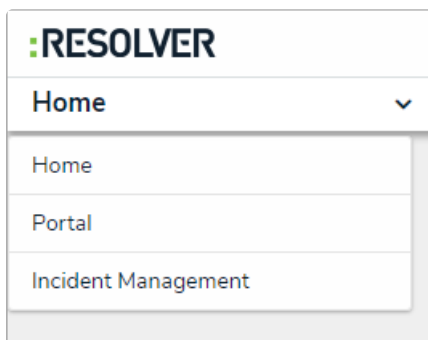 :RESOLVER
Home
Home
Portal
Incident Management